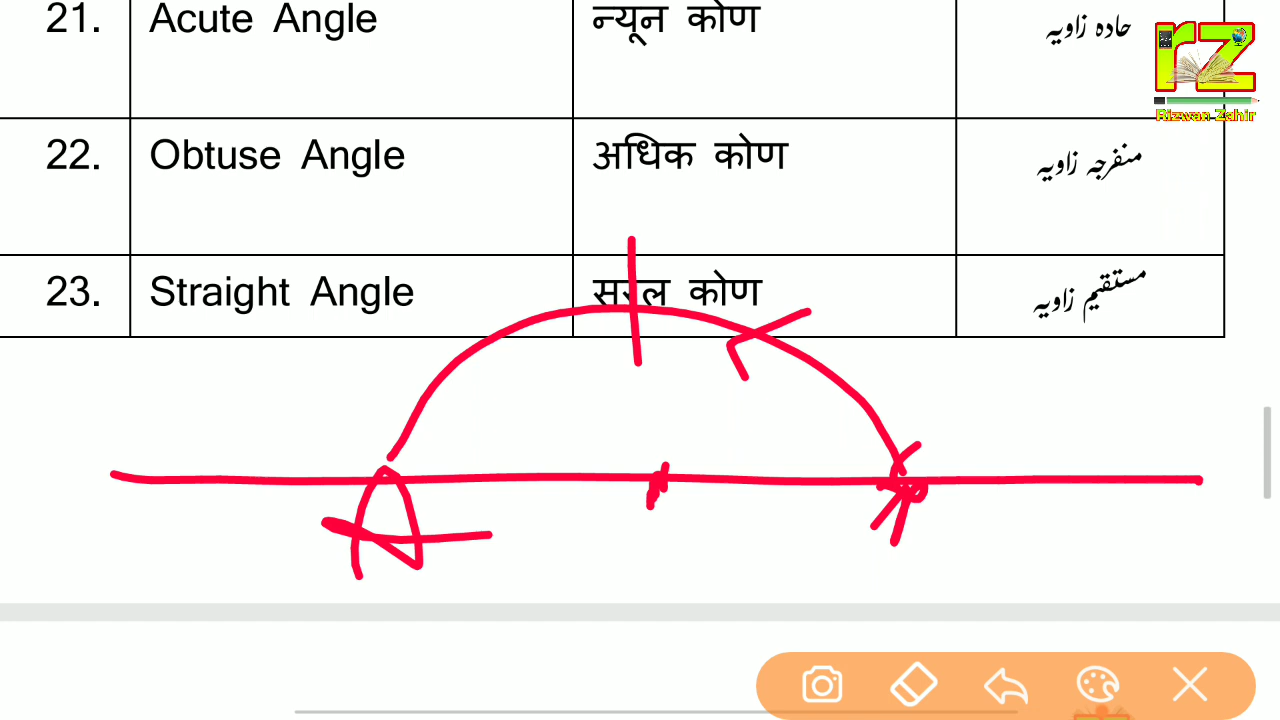 21. Acute Angle न्यून कोण حادہ زاویہ
rz
Rizwan Zahir
22. Obtuse Angle अधिक कोण منفرجہ زاویہ
23. Straight Angle सरल कोण مستقیم زاویہ